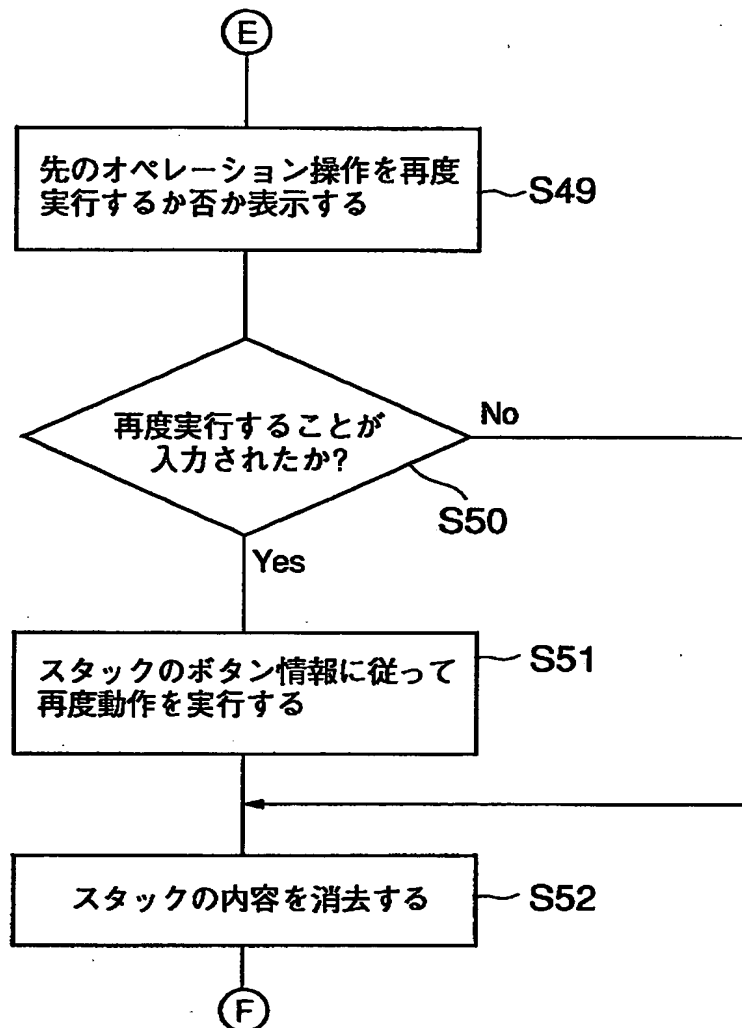 E
先のオペレーション操作を再度
実行するか否か表示する
S49
再度実行することが
入力されたか?
No
S50
Yes
スタックのボタン情報に従って
再度動作を実行する
S51
スタックの内容を消去する
S52
F